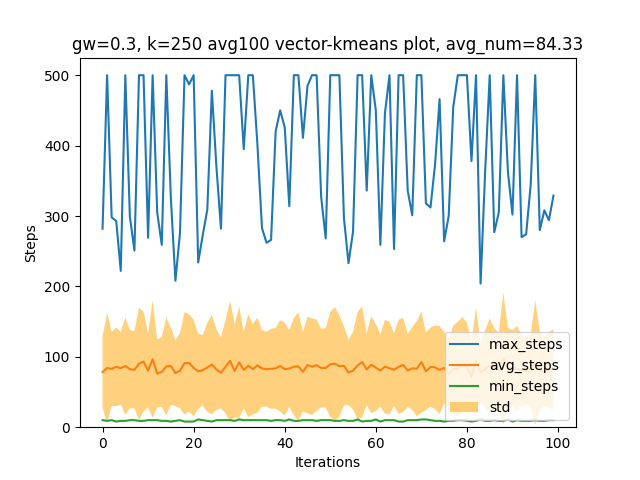 gw=0.3, k=250 avg100 vector-kmeans plot, avg_num=84.33
500
400
300
200
100
0
Steps
0 20 40 60 80 100
Iterations
max_steps
avg_steps
min_steps
std